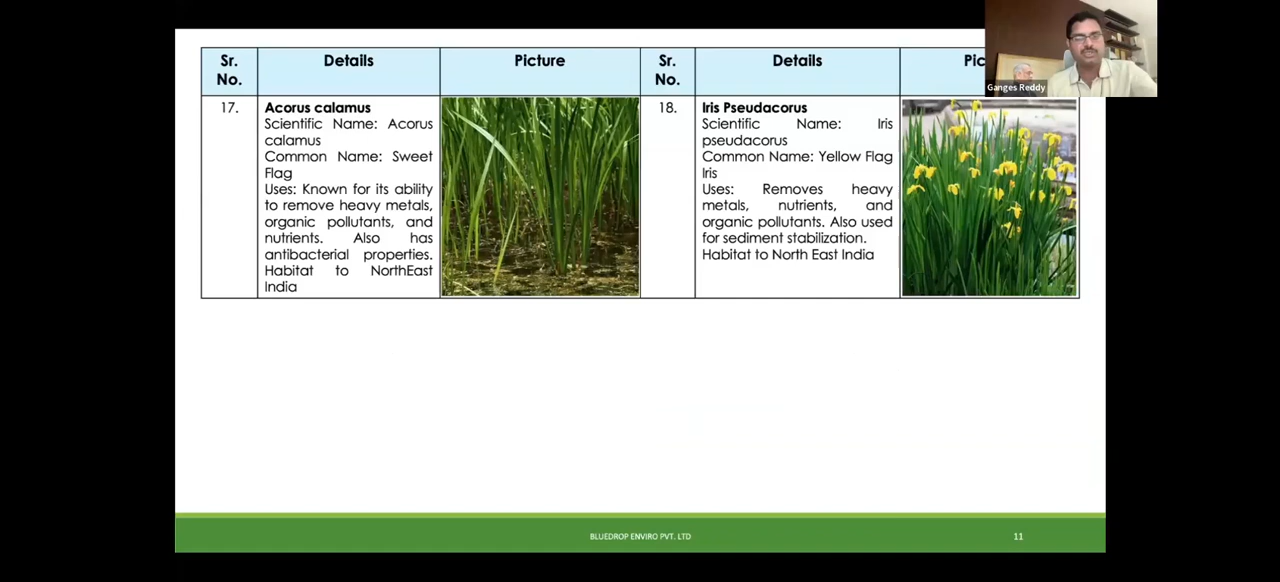 Sr. No.
Details
Picture
Sr. No.
Details
Pic
Ganges Reddy
17.
Acorus calamus
Scientific Name: Acorus
calamus
Common Name: Sweet
Flag
Uses: Known for its ability
to remove heavy metals,
organic pollutants, and
nutrients. Also has
antibacterial properties.
Habitat to NorthEast
India
18.
Iris Pseudacorus
Scientific Name: Iris
pseudacorus
Common Name: Yellow Flag
Iris
Uses: Removes heavy
metals, nutrients, and
organic pollutants. Also used
for sediment stabilization.
Habitat to North East India
BLUEDROP ENVIRO PVT. LTD
11